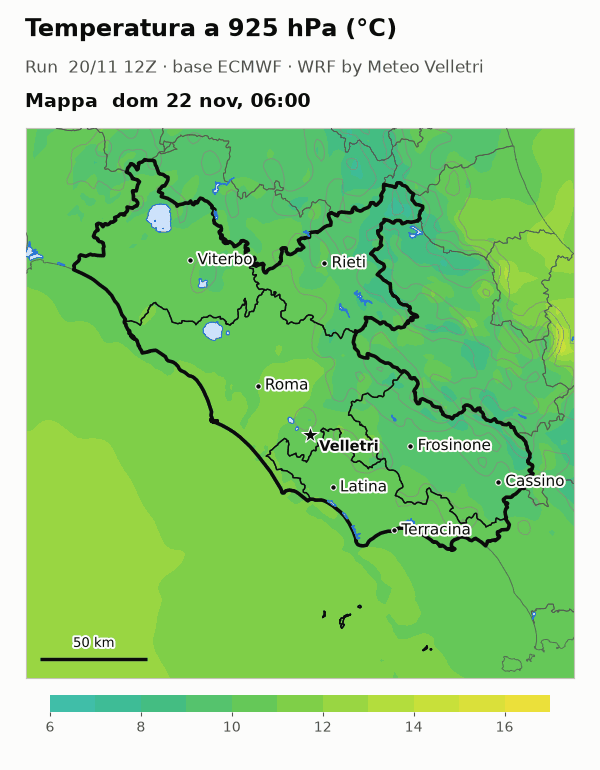 Temperatura a 925 hPa (°C)
Run  20/11 12Z · base ECMWF · WRF by Meteo Velletri
Mappa  dom 22 nov, 06:00
Viterbo
Rieti
Roma
Velletri
Frosinone
Latina
Cassino
Terracina
50 km
6 8 10 12 14 16